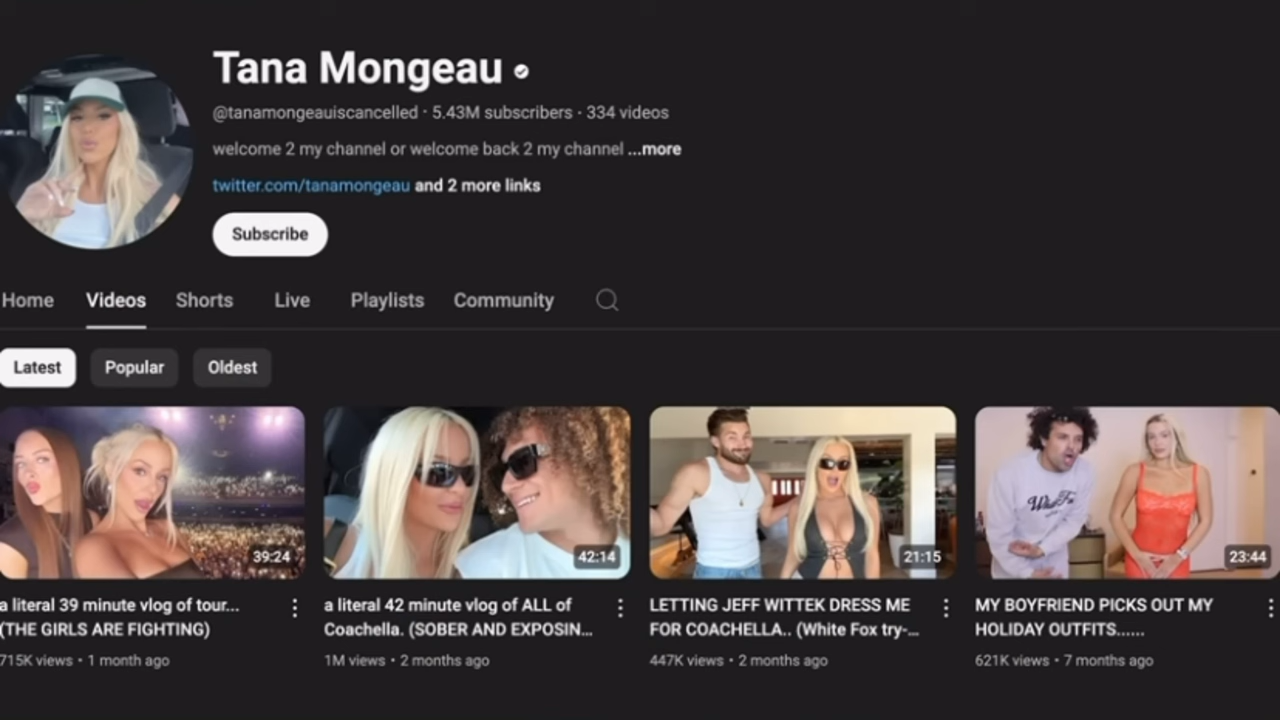 Tana Mongeau
@tanamongeauiscancelled · 5.43M subscribers · 334 videos
welcome 2 my channel or welcome back 2 my channel ...more
twitter.com/tanamongeau and 2 more links
Subscribe
Home Videos Shorts Live Playlists Community
Latest Popular Oldest
39:24
a literal 39 minute vlog of tour...
(THE GIRLS ARE FIGHTING)
715K views • 1 month ago
42:14
a literal 42 minute vlog of ALL of
Coachella. (SOBER AND EXPOSIN...
1M views • 2 months ago
21:15
LETTING JEFF WITTEK DRESS ME
FOR COACHELLA.. (White Fox try-...
447K views • 2 months ago
23:44
MY BOYFRIEND PICKS OUT MY
HOLIDAY OUTFITS......
621K views • 7 months ago